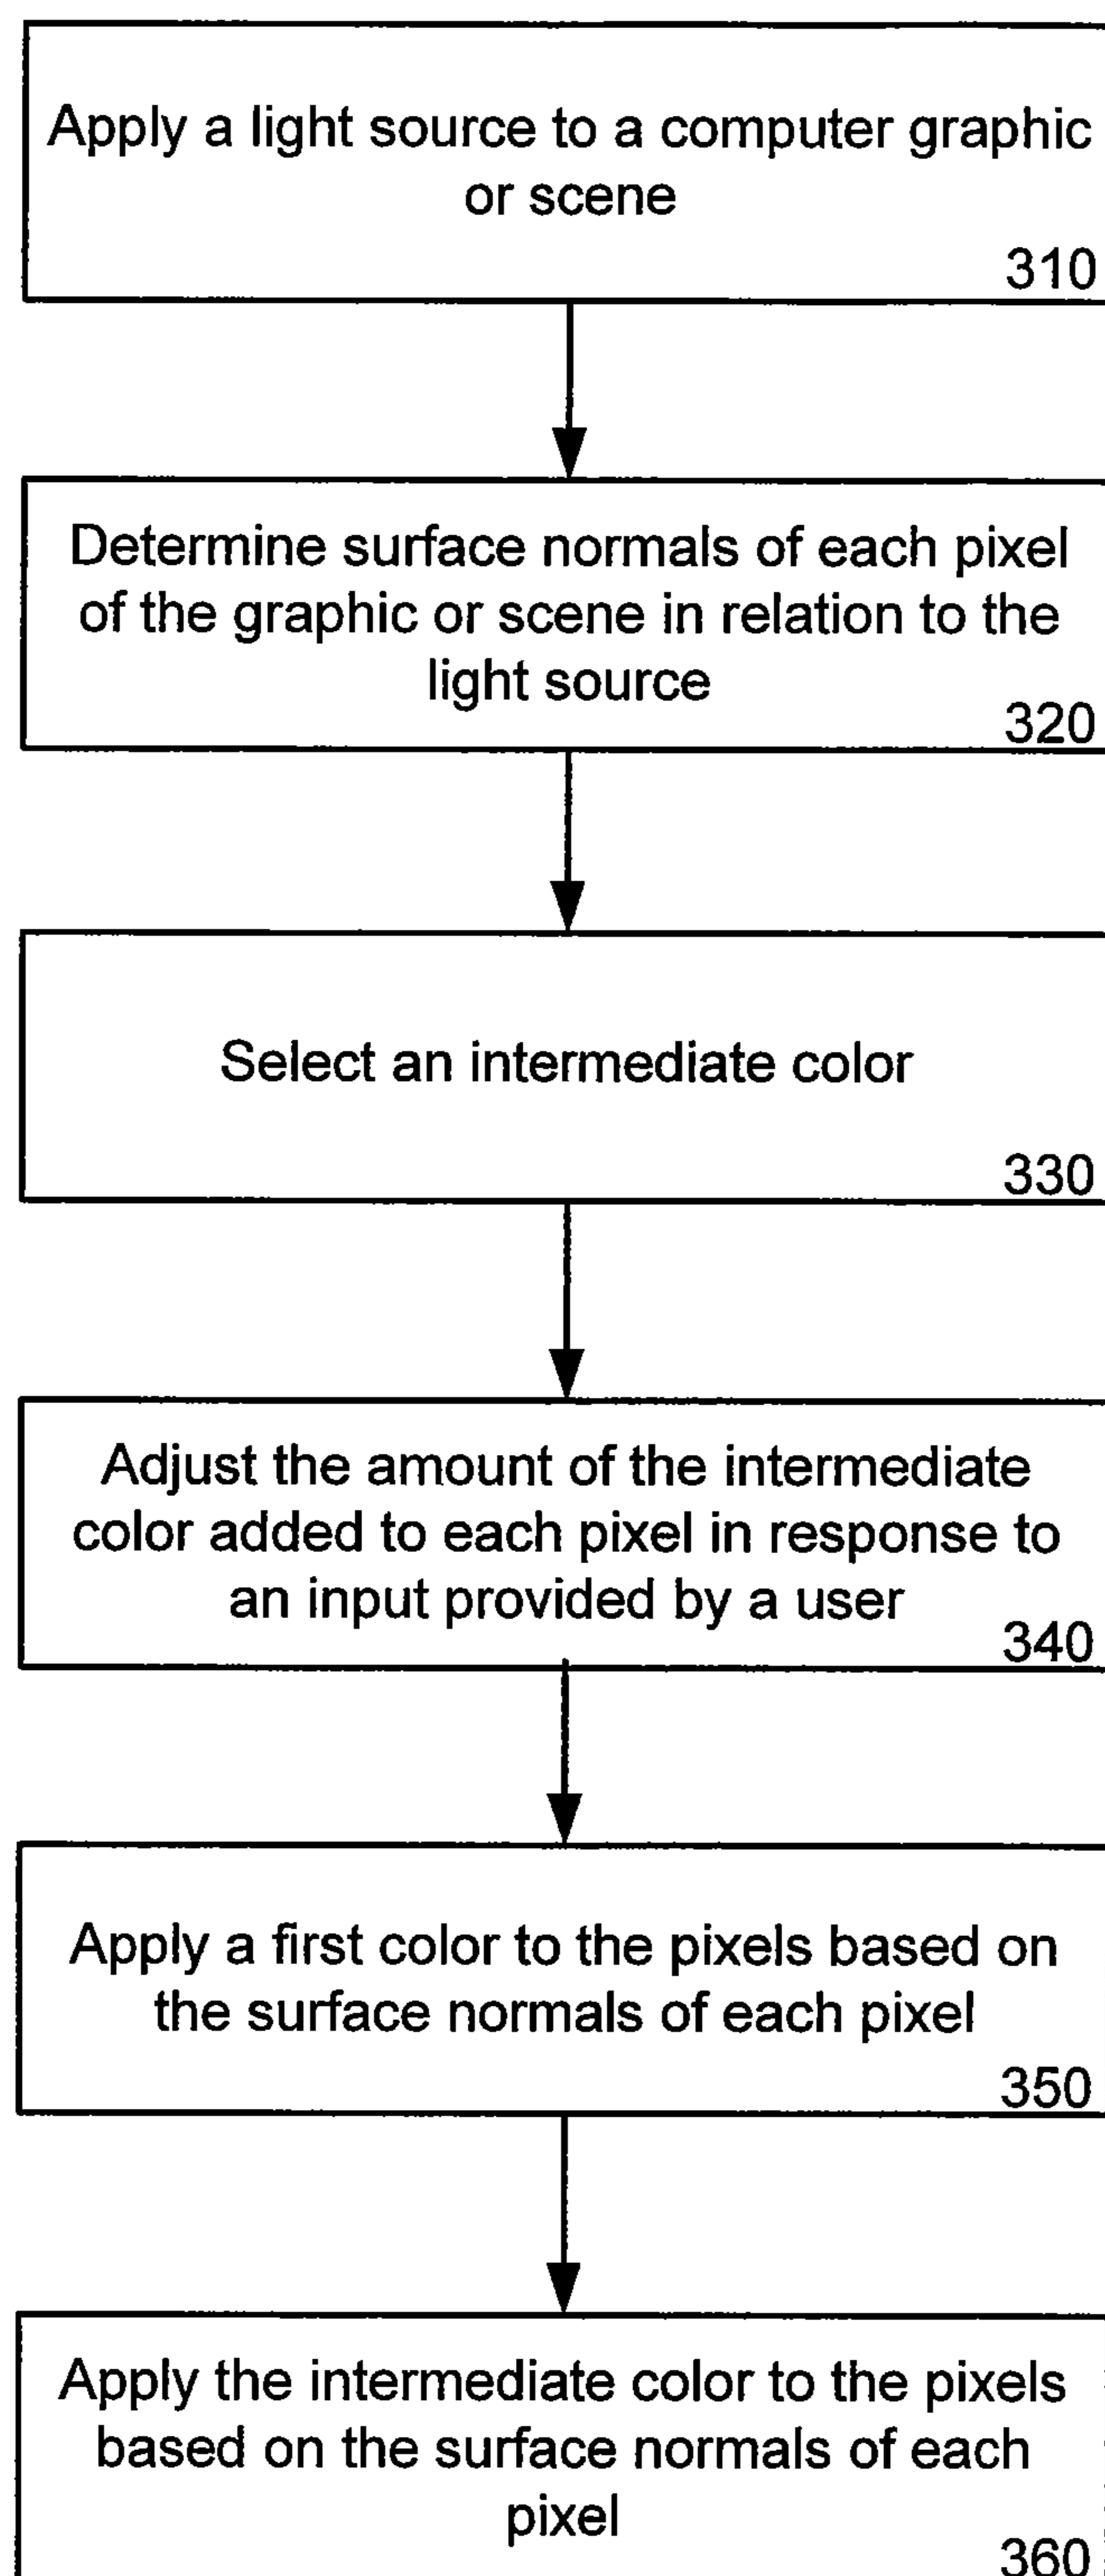 Apply a light source to a computer graphic
or scene
310
Determine surface normals of each pixel
of the graphic or scene in relation to the
light source
320
Select an intermediate color
330
Adjust the amount of the intermediate
color added to each pixel in response to
an input provided by a user
340
Apply a first color to the pixels based on
the surface normals of each pixel
350
Apply the intermediate color to the pixels
based on the surface normals of each
pixel
360